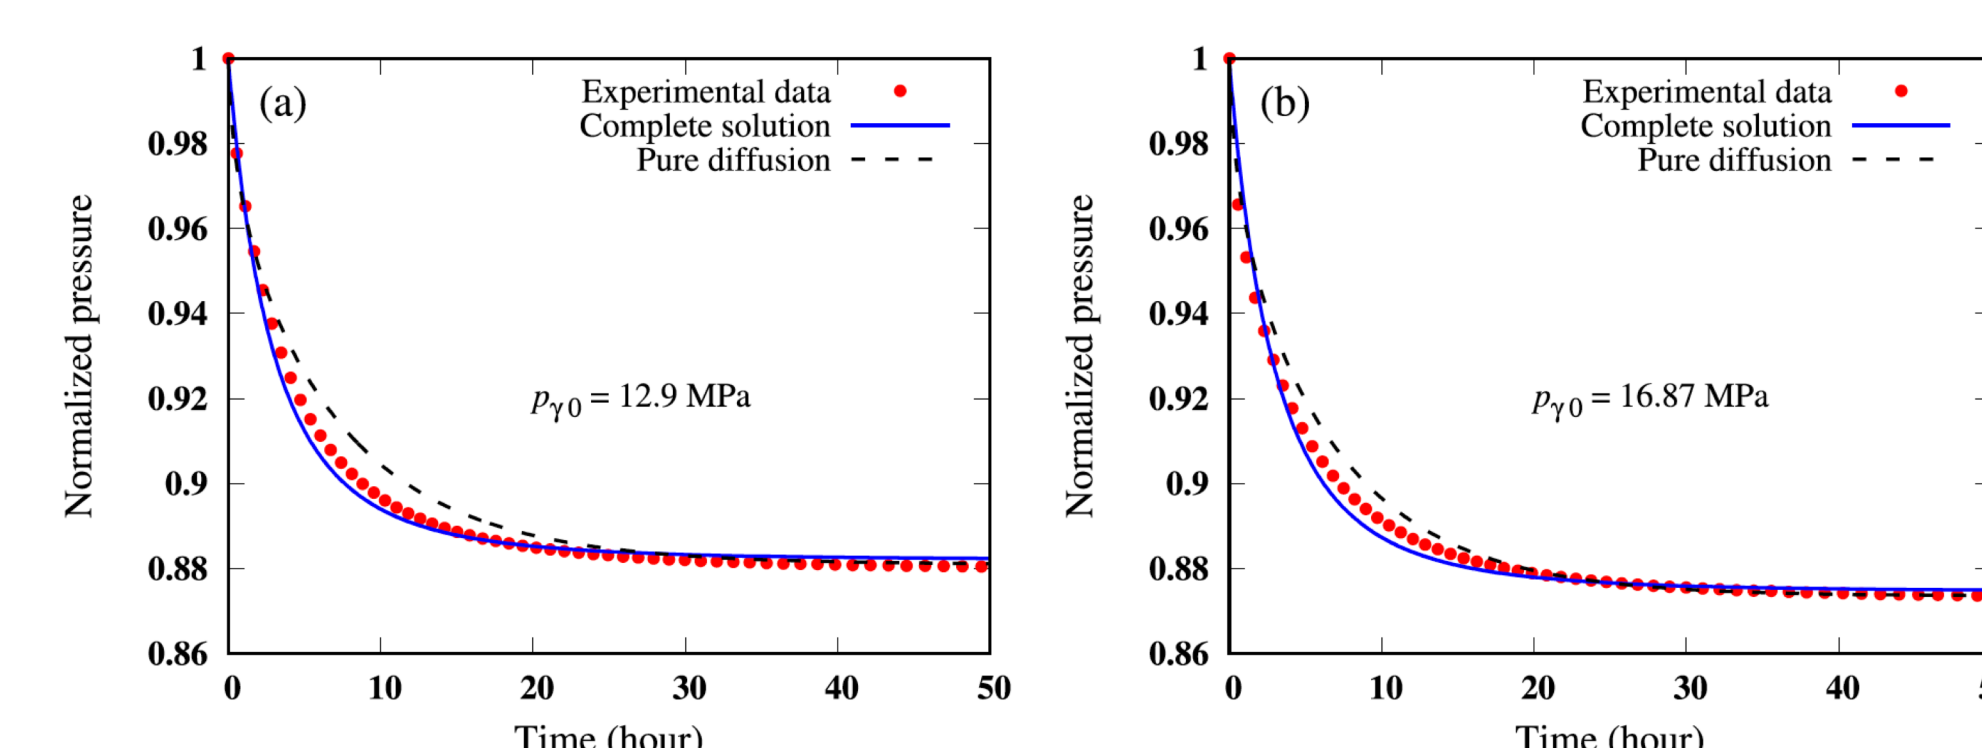 (a)
Experimental data
Complete solution
Pure diffusion
p γ0 = 12.9 MPa
Normalized pressure
1
0.98
0.96
0.94
0.92
0.9
0.88
0.86
0 10 20 30 40 50
Time (hour)
(b)
Experimental data
Complete solution
Pure diffusion
p γ0 = 16.87 MPa
Normalized pressure
1
0.98
0.96
0.94
0.92
0.9
0.88
0.86
0 10 20 30 40
Time (hour)